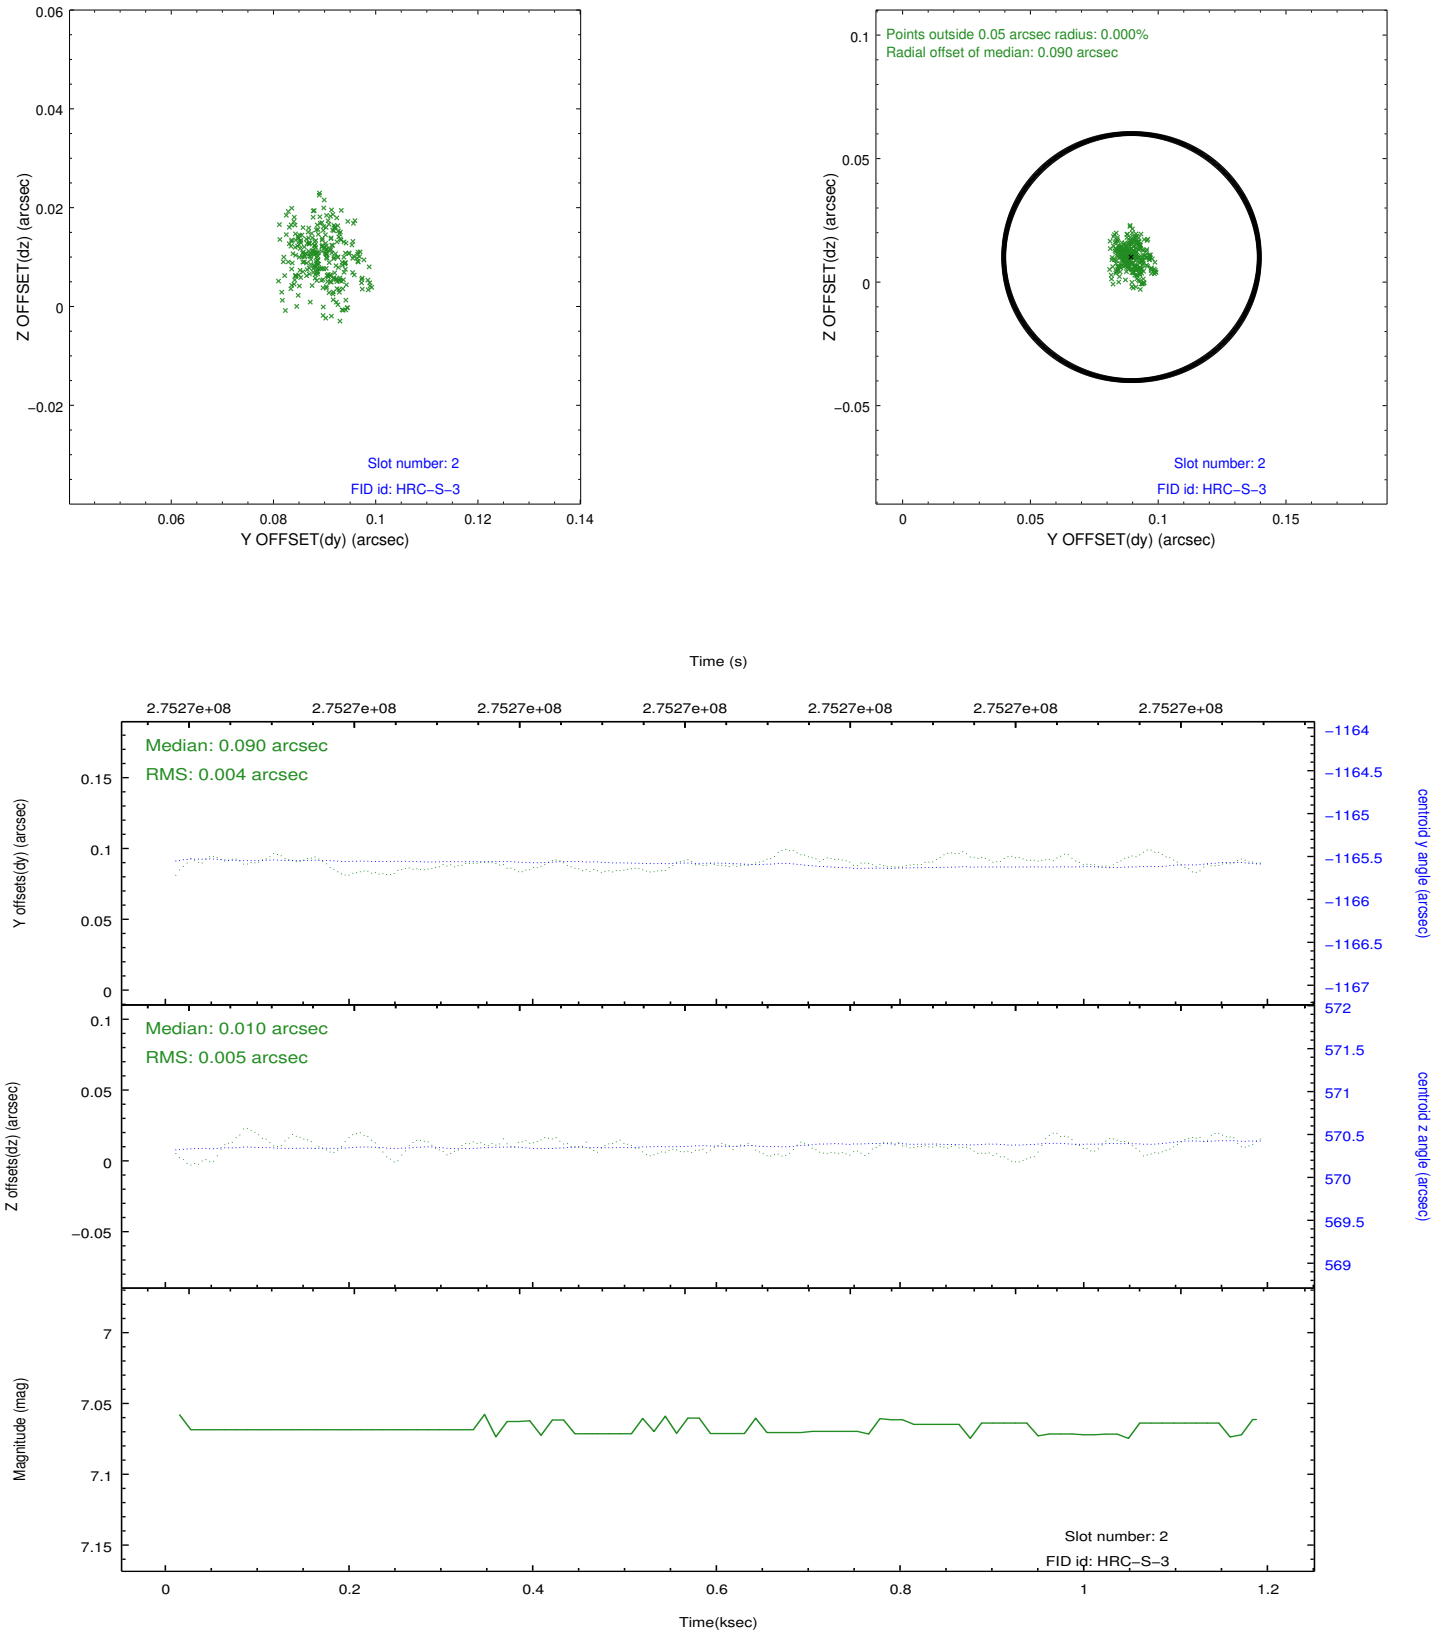 0.06
0.04
0.02
0
−0.02
Z OFFSET(dz) (arcsec)
Slot number: 2
FID id: HRC−S−3
0.06 0.08 0.1 0.12 0.14
Y OFFSET(dy) (arcsec)
Points outside 0.05 arcsec radius: 0.000%
Radial offset of median: 0.090 arcsec
0.1
0.05
0
−0.05
Z OFFSET(dz) (arcsec)
Slot number: 2
FID id: HRC−S−3
0 0.05 0.1 0.15
Y OFFSET(dy) (arcsec)
Time (s)
2.7527e+08 2.7527e+08 2.7527e+08 2.7527e+08 2.7527e+08 2.7527e+08 2.7527e+08
Median: 0.090 arcsec
RMS: 0.004 arcsec
0.15
0.1
0.05
0
Y offsets(dy) (arcsec)
−1164
−1164.5
−1165
−1165.5
−1166
−1166.5
−1167
centroid y angle (arcsec)
Median: 0.010 arcsec
RMS: 0.005 arcsec
0.1
0.05
0
−0.05
Z offsets(dz) (arcsec)
572
571.5
571
570.5
570
569.5
569
centroid z angle (arcsec)
7
7.05
7.1
7.15
Magnitude (mag)
Slot number: 2
FID id: HRC−S−3
0 0.2 0.4 0.6 0.8 1 1.2
Time(ksec)